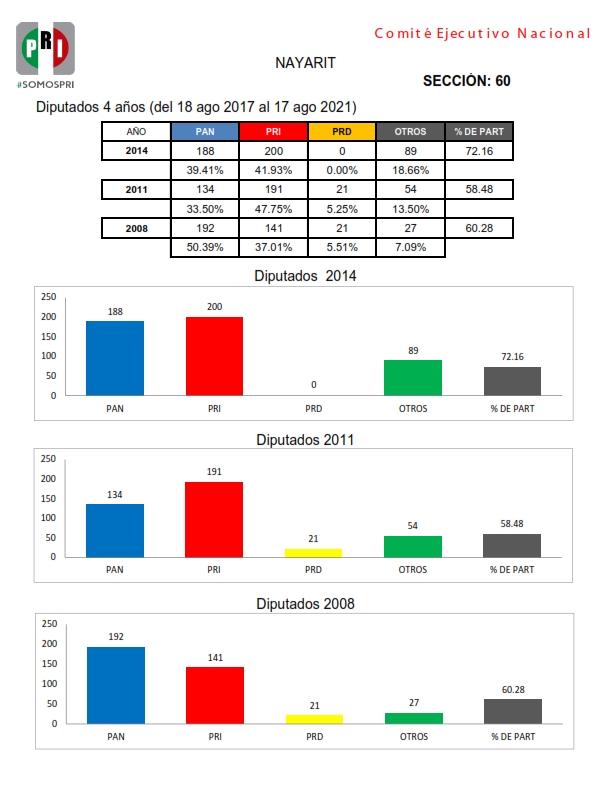 Comité Ejecutivo Nacional
PRI
#SOMOSPRI
NAYARIT
SECCIÓN: 60
Diputados 4 años (del 18 ago 2017 al 17 ago 2021)
AÑO PAN PRI PRD OTROS % DE PART
2014 188 200 0 89 72.16
39.41% 41.93% 0.00% 18.66%
2011 134 191 21 54 58.48
33.50% 47.75% 5.25% 13.50%
2008 192 141 21 27 60.28
50.39% 37.01% 5.51% 7.09%
Diputados 2014
250
200
150
100
50
0
188 200 0 89 72.16
PAN PRI PRD OTROS % DE PART
Diputados 2011
250
200
150
100
50
0
134 191 21 54 58.48
PAN PRI PRD OTROS % DE PART
Diputados 2008
250
200
150
100
50
0
192 141 21 27 60.28
PAN PRI PRD OTROS % DE PART